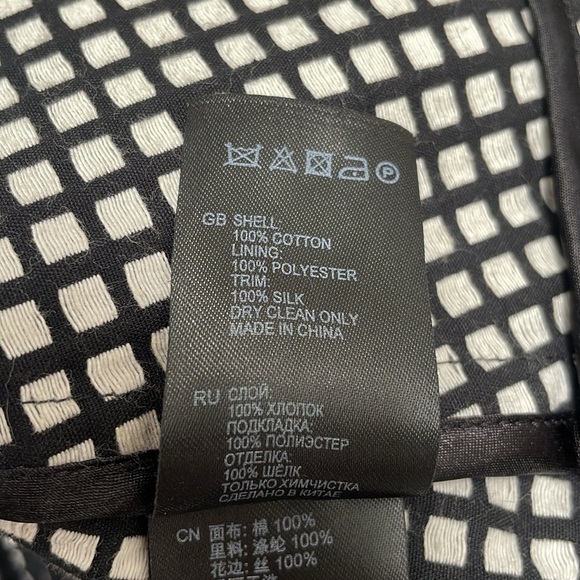 P
GB SHELL:
100% COTTON
LINING:
100% POLYESTER
TRIM:
100% SILK
DRY CLEAN ONLY
MADE IN CHINA
RU СЛОЙ:
100% ХЛОПОК
ПОДКЛАДКА:
100% ПОЛИЭСТЕР
ОТДЕЛКА:
100% ШЁЛК
ТОЛЬКО ХИМЧИСТКА
СДЕЛАНО В КИТАЕ
CN 面布: 棉 100%
里料: 涤纶 100%
花边: 丝 100%